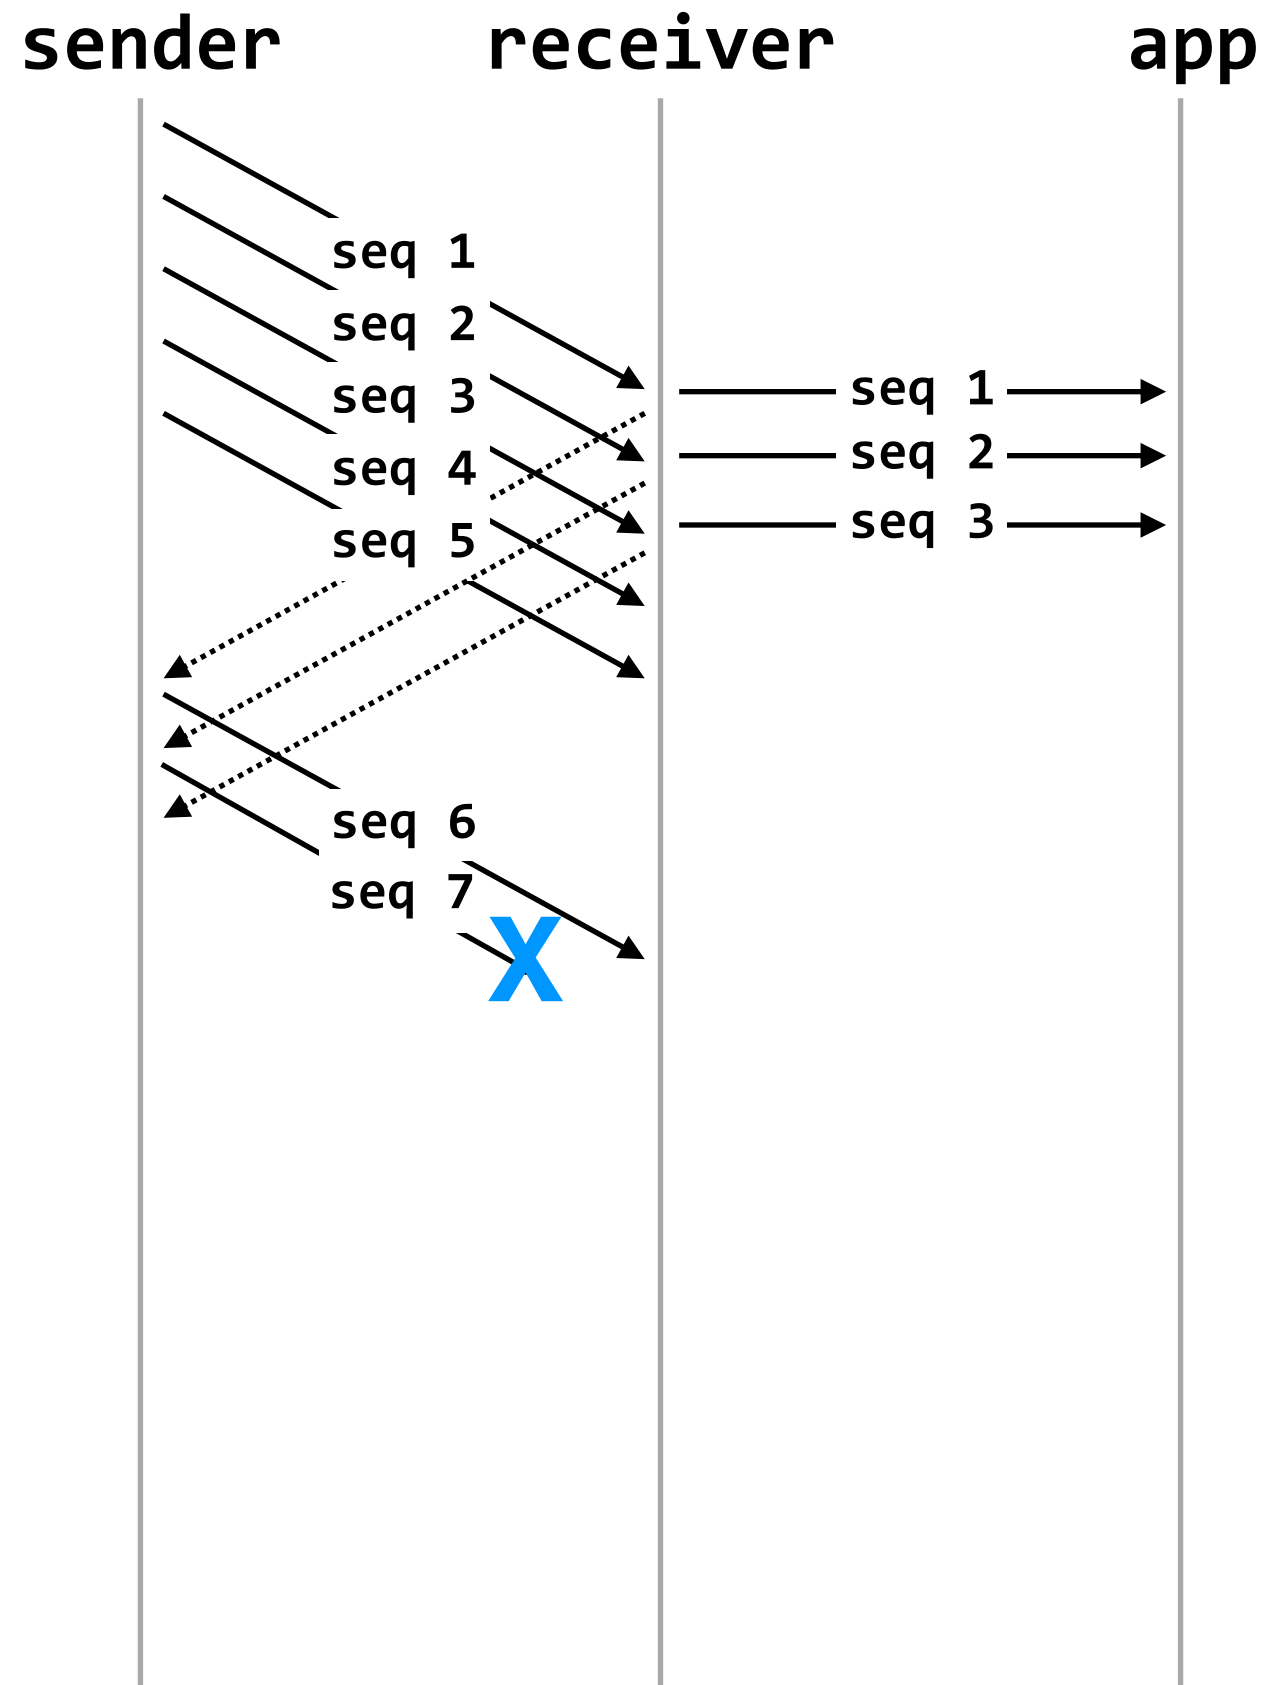 sender receiver app
seq 1
seq 2
seq 3
seq 4
seq 5
seq 1
seq 2
seq 3
seq 6
seq 7
X